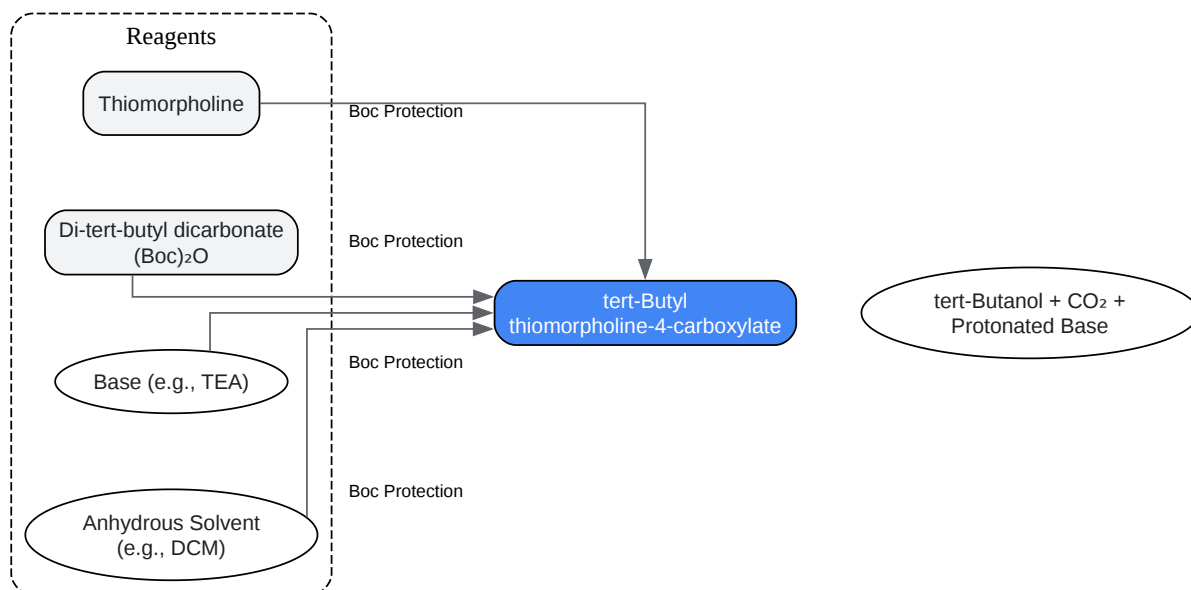 Reagents
Thiomorpholine
Boc Protection
Di-tert-butyl dicarbonate
(Boc)₂O
Boc Protection
tert-Butyl
thiomorpholine-4-carboxylate
tert-Butanol + CO₂ +
Protonated Base
Base (e.g., TEA)
Boc Protection
Anhydrous Solvent
(e.g., DCM)
Boc Protection